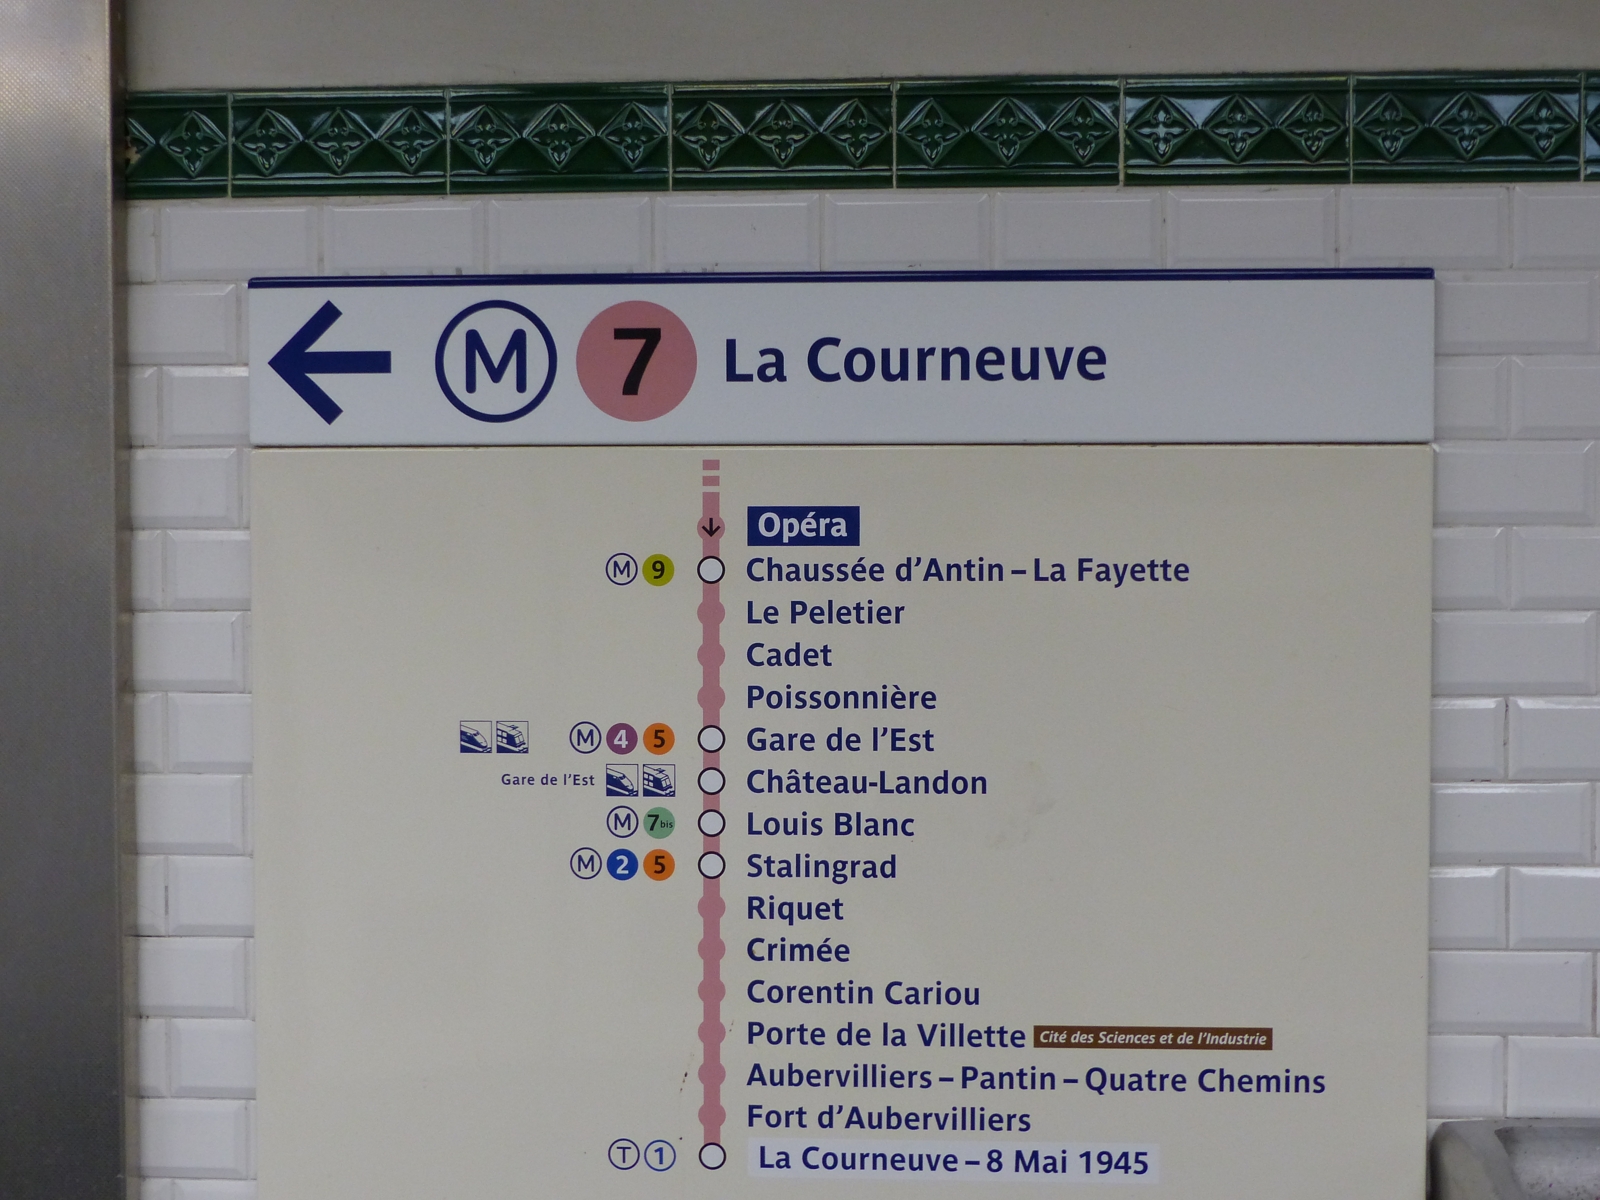 M 7 La Courneuve
Opéra
M 9 Chaussée d'Antin – La Fayette
Le Peletier
Cadet
Poissonnière
M 4 5 Gare de l'Est
Gare de l'Est Château-Landon
M 7bis Louis Blanc
M 2 5 Stalingrad
Riquet
Crimée
Corentin Cariou
Porte de la Villette Cité des Sciences et de l'Industrie
Aubervilliers – Pantin – Quatre Chemins
Fort d'Aubervilliers
T 1 La Courneuve – 8 Mai 1945